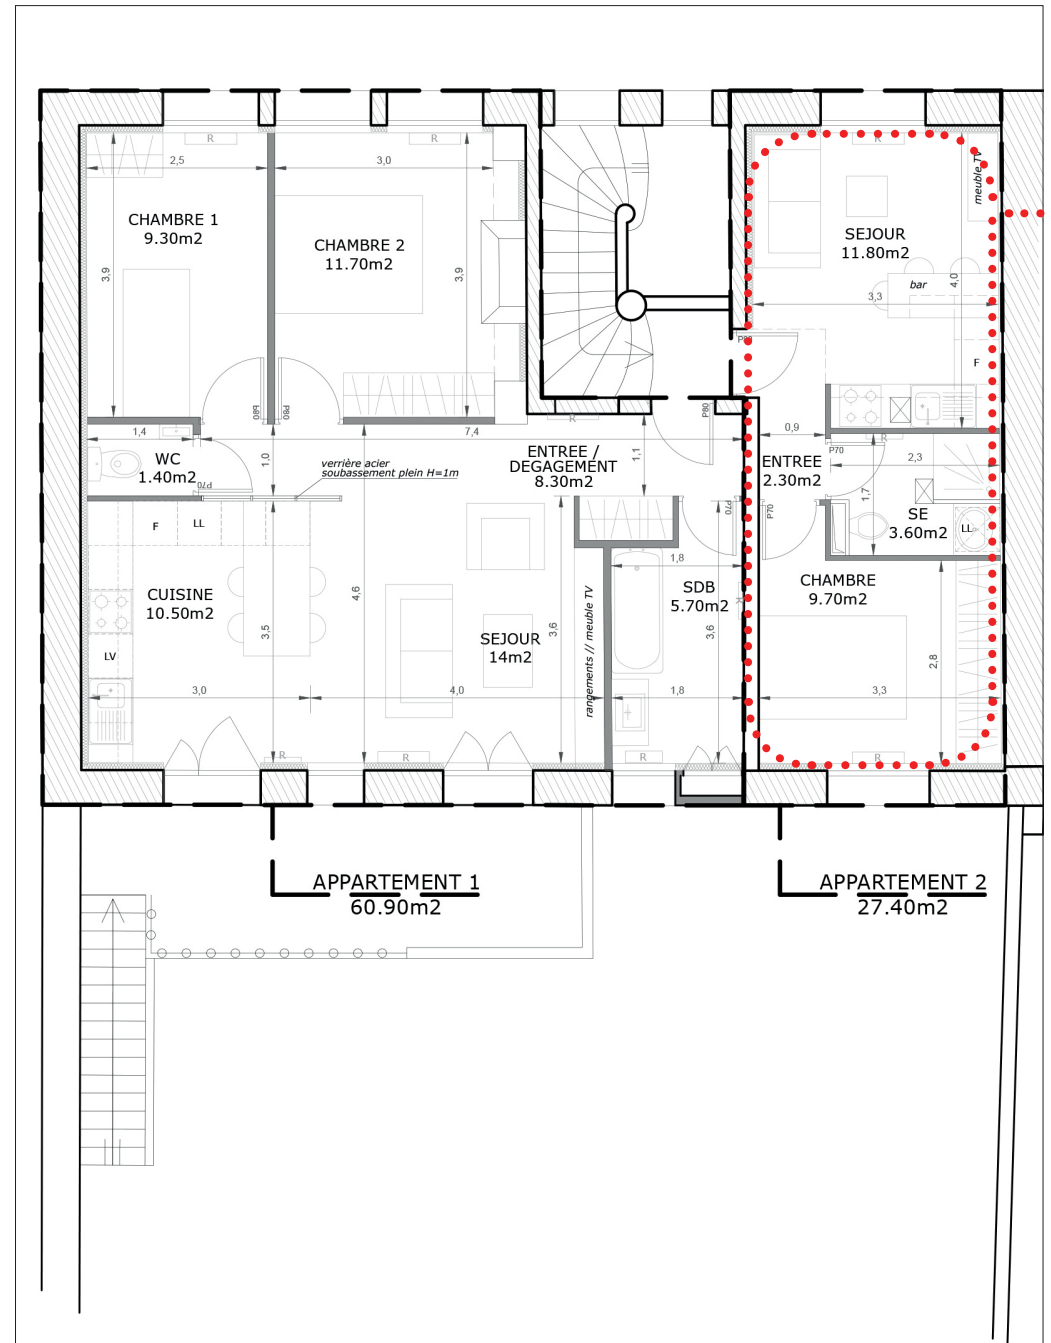 R
R
R
2,5
3,0
11,0
meuble TV
CHAMBRE 1
9.30m2
CHAMBRE 2
11.70m2
SEJOUR
11.80m2
3,9
3,9
4,0
bar
3,3
P80
F
P80
P80
P80
R
R
1,4
7,4
0,9
WC
1.40m2
P70
1,0
verrière acier
soubassement plein H=1m
ENTREE /
DEGAGEMENT
8.30m2
1,1
ENTREE
2.30m2
P70
2,3
1,7
SE
3.60m2
LL
F
LL
P70
P70
1,8
CUISINE
10.50m2
4,6
SDB
5.70m2
R
CHAMBRE
9.70m2
LV
3,5
SEJOUR
14m2
3,6
rangements // meuble TV
3,6
2,8
3,0
4,0
1,8
3,3
R
R
R
R
APPARTEMENT 1
60.90m2
APPARTEMENT 2
27.40m2